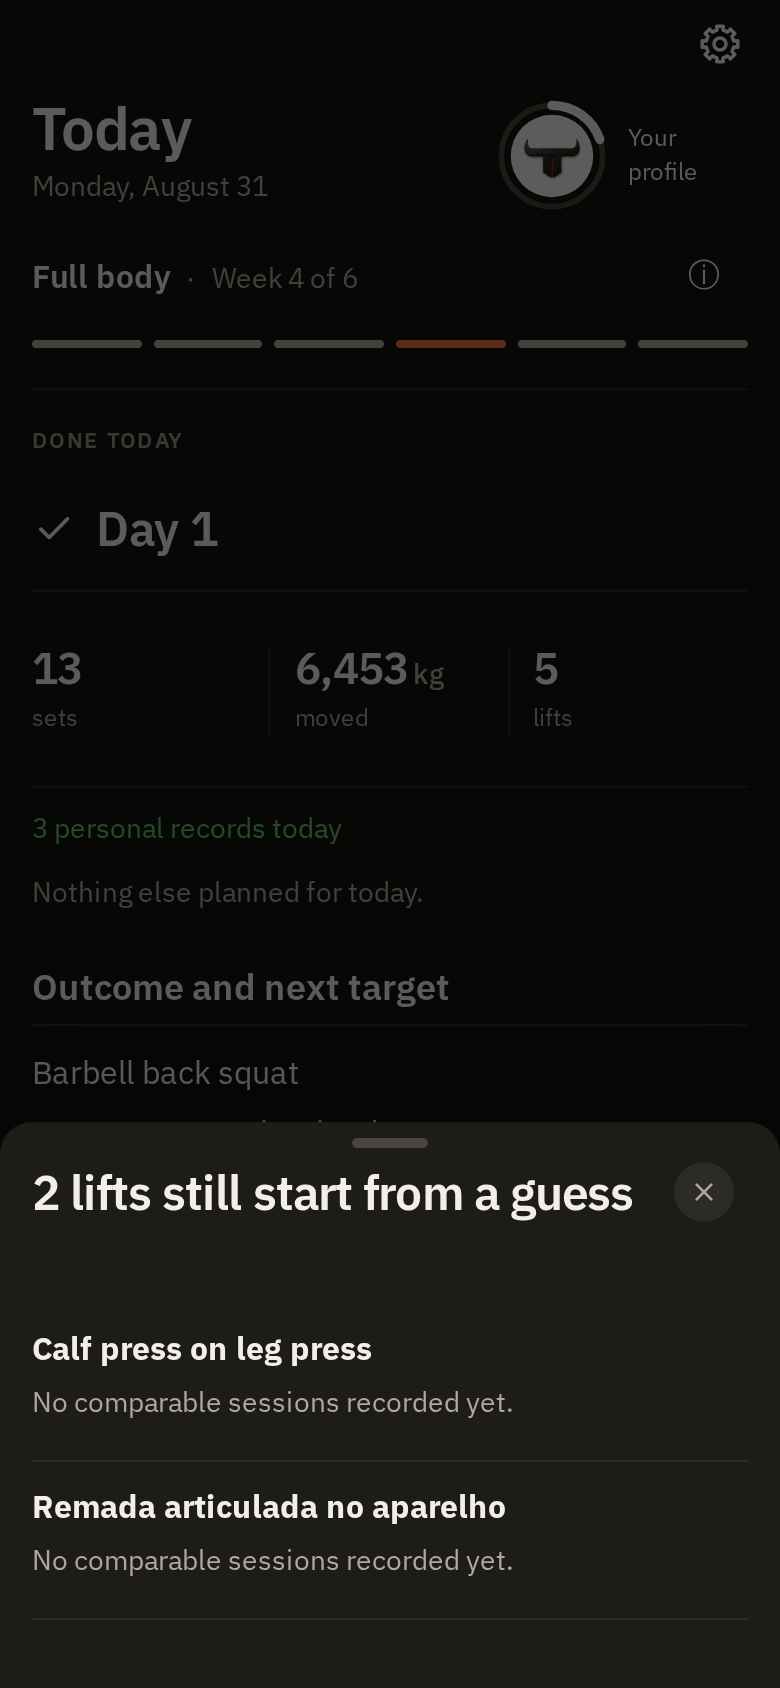 Today
Monday, August 31
Your
profile
Full body · Week 4 of 6
DONE TODAY
Day 1
13
sets
6,453 kg
moved
5
lifts
3 personal records today
Nothing else planned for today.
Outcome and next target
Barbell back squat
2 lifts still start from a guess
Calf press on leg press
No comparable sessions recorded yet.
Remada articulada no aparelho
No comparable sessions recorded yet.